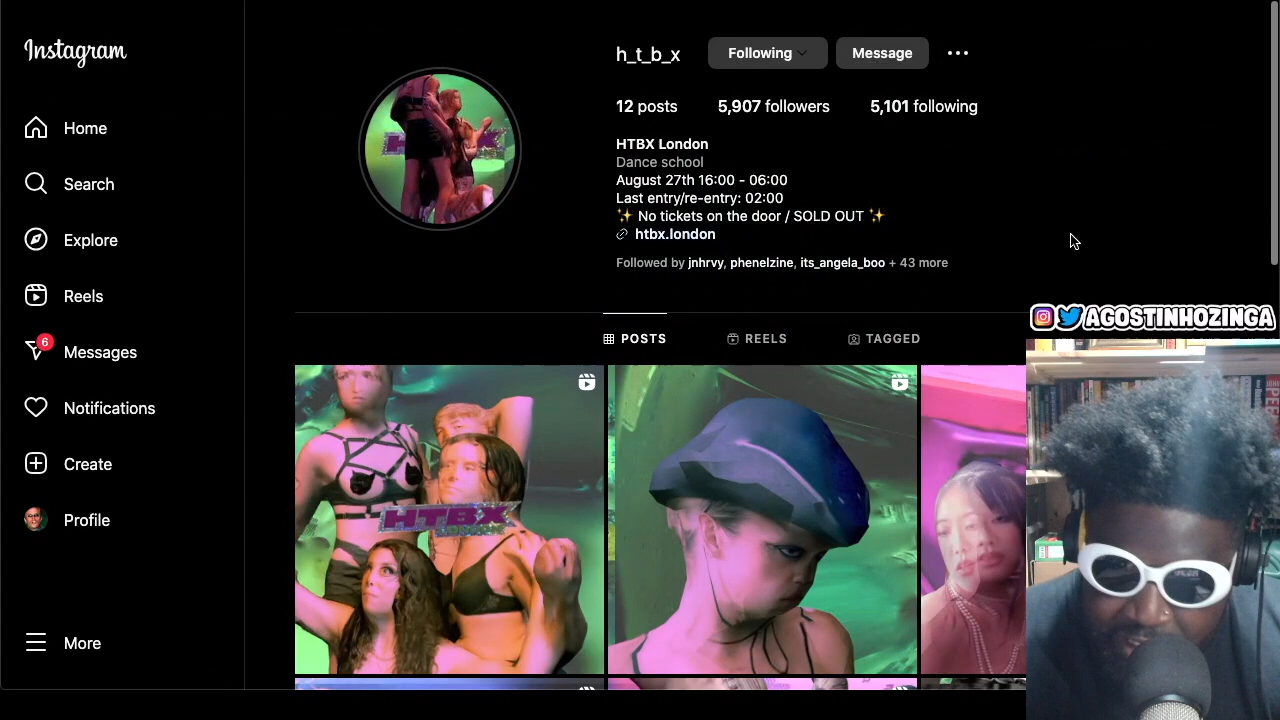 Instagram
Home
Search
Explore
Reels
6
Messages
Notifications
Create
Profile
More
h_t_b_x
Following
Message
12 posts
5,907 followers
5,101 following
HTBX London
Dance school
August 27th 16:00 - 06:00
Last entry/re-entry: 02:00
✨ No tickets on the door / SOLD OUT ✨
htbx.london
Followed by jnhrvy, phenelzine, its_angela_boo + 43 more
POSTS
REELS
TAGGED
AGOSTINHOZINGA
HTBX